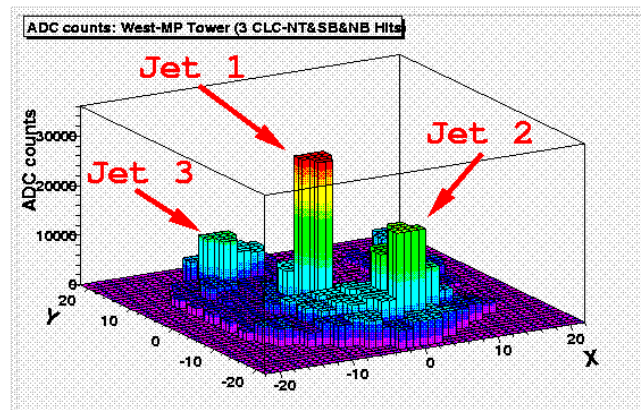 ADC counts: West-MP Tower (3 CLC-NT&SB&NB Hits)
Jet 1
Jet 2
Jet 3
ADC counts
30000
20000
10000
0
20
10
0
-10
-20
Y
-20
-10
0
10
20
X